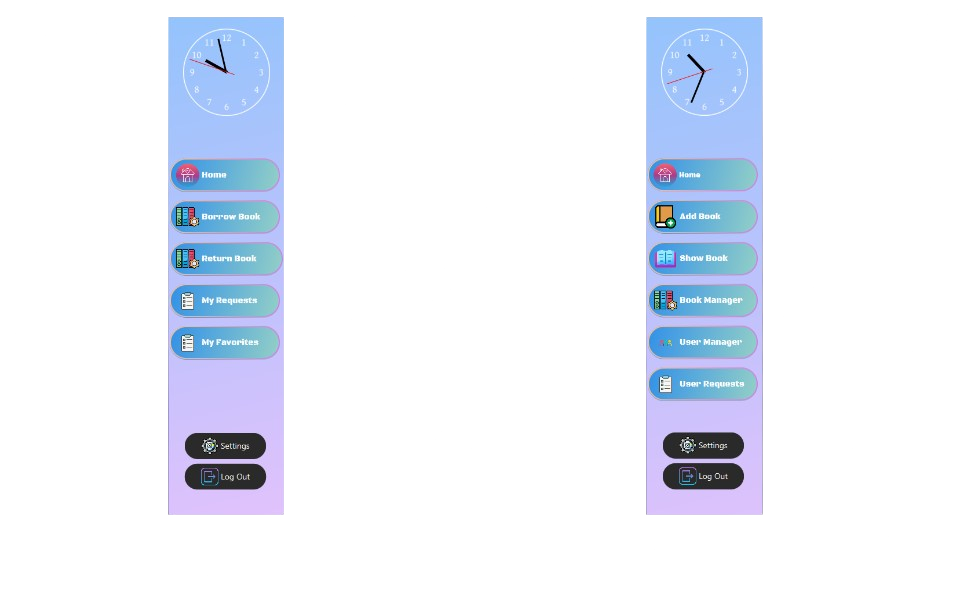 12
11
1
10
2
9
3
8
4
7
5
6
Home
Borrow Book
Return Book
My Requests
My Favorites
Settings
Log Out
12
11
1
10
2
9
3
8
4
7
5
6
Home
Add Book
Show Book
Book Manager
User Manager
User Requests
Settings
Log Out